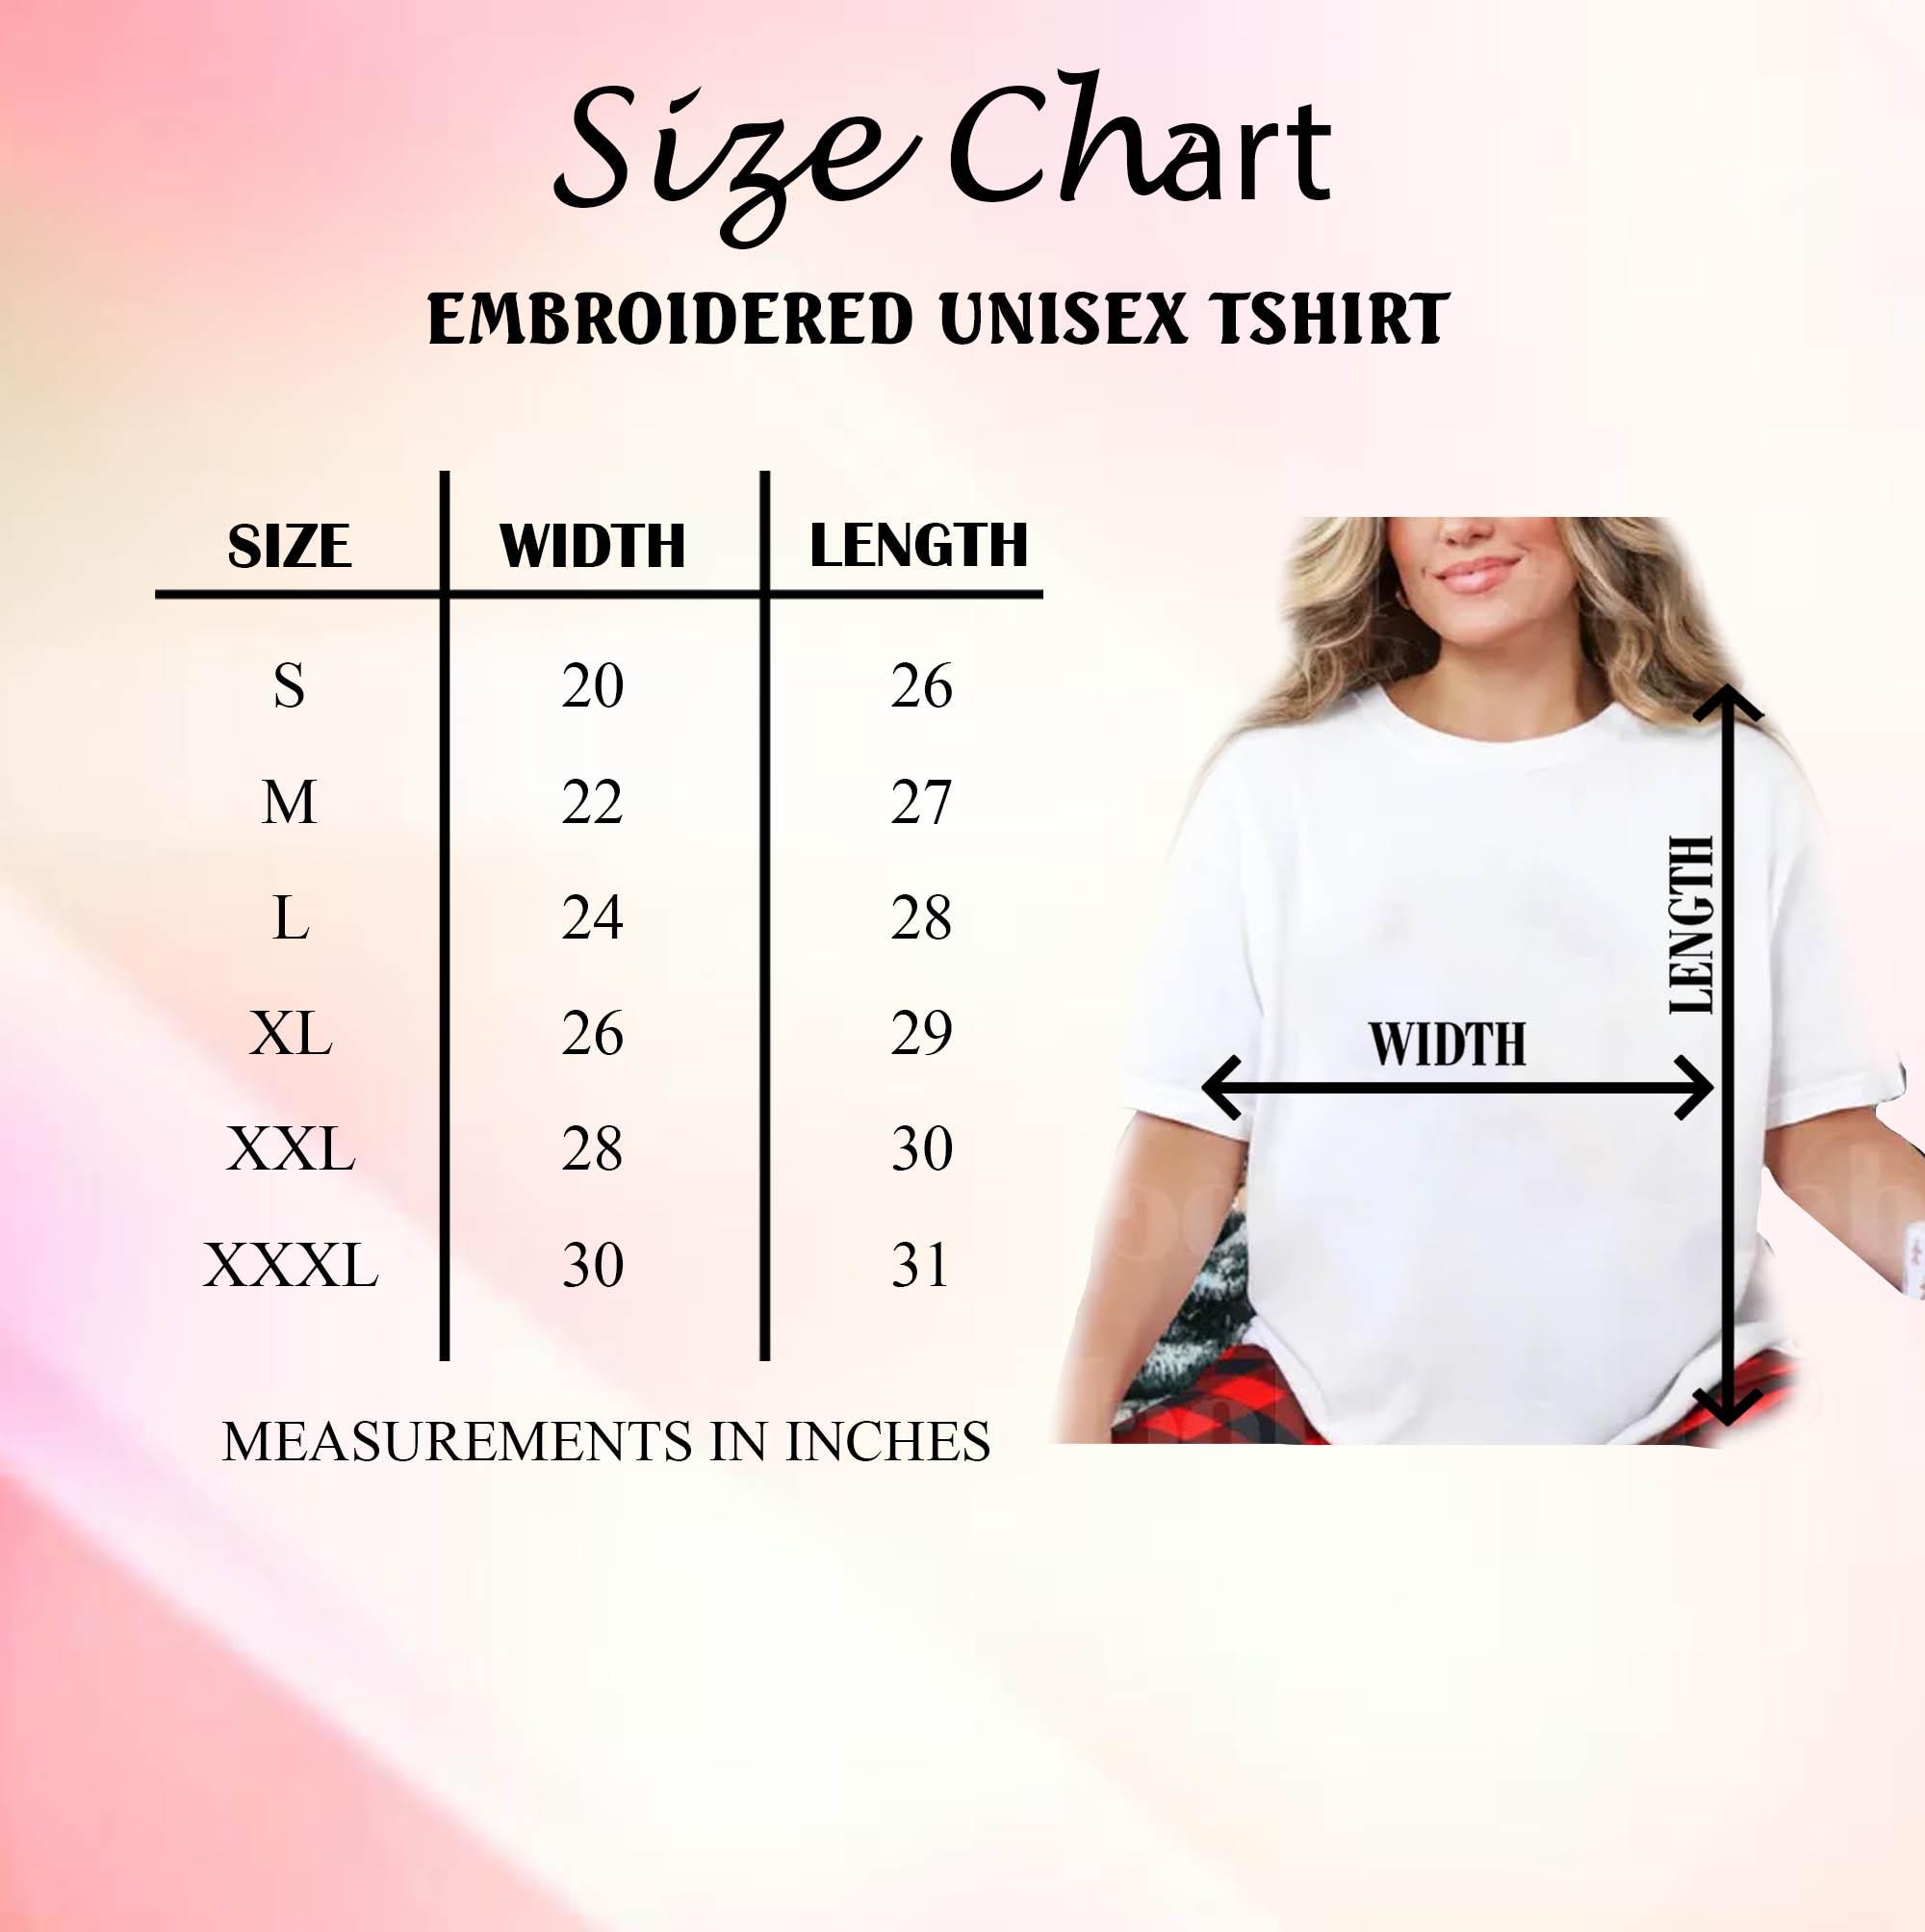 Size Chart
EMBROIDERED UNISEX TSHIRT
SIZE WIDTH LENGTH
S 20 26
M 22 27
L 24 28
XL 26 29
XXL 28 30
XXXL 30 31
MEASUREMENTS IN INCHES
WIDTH
LENGTH